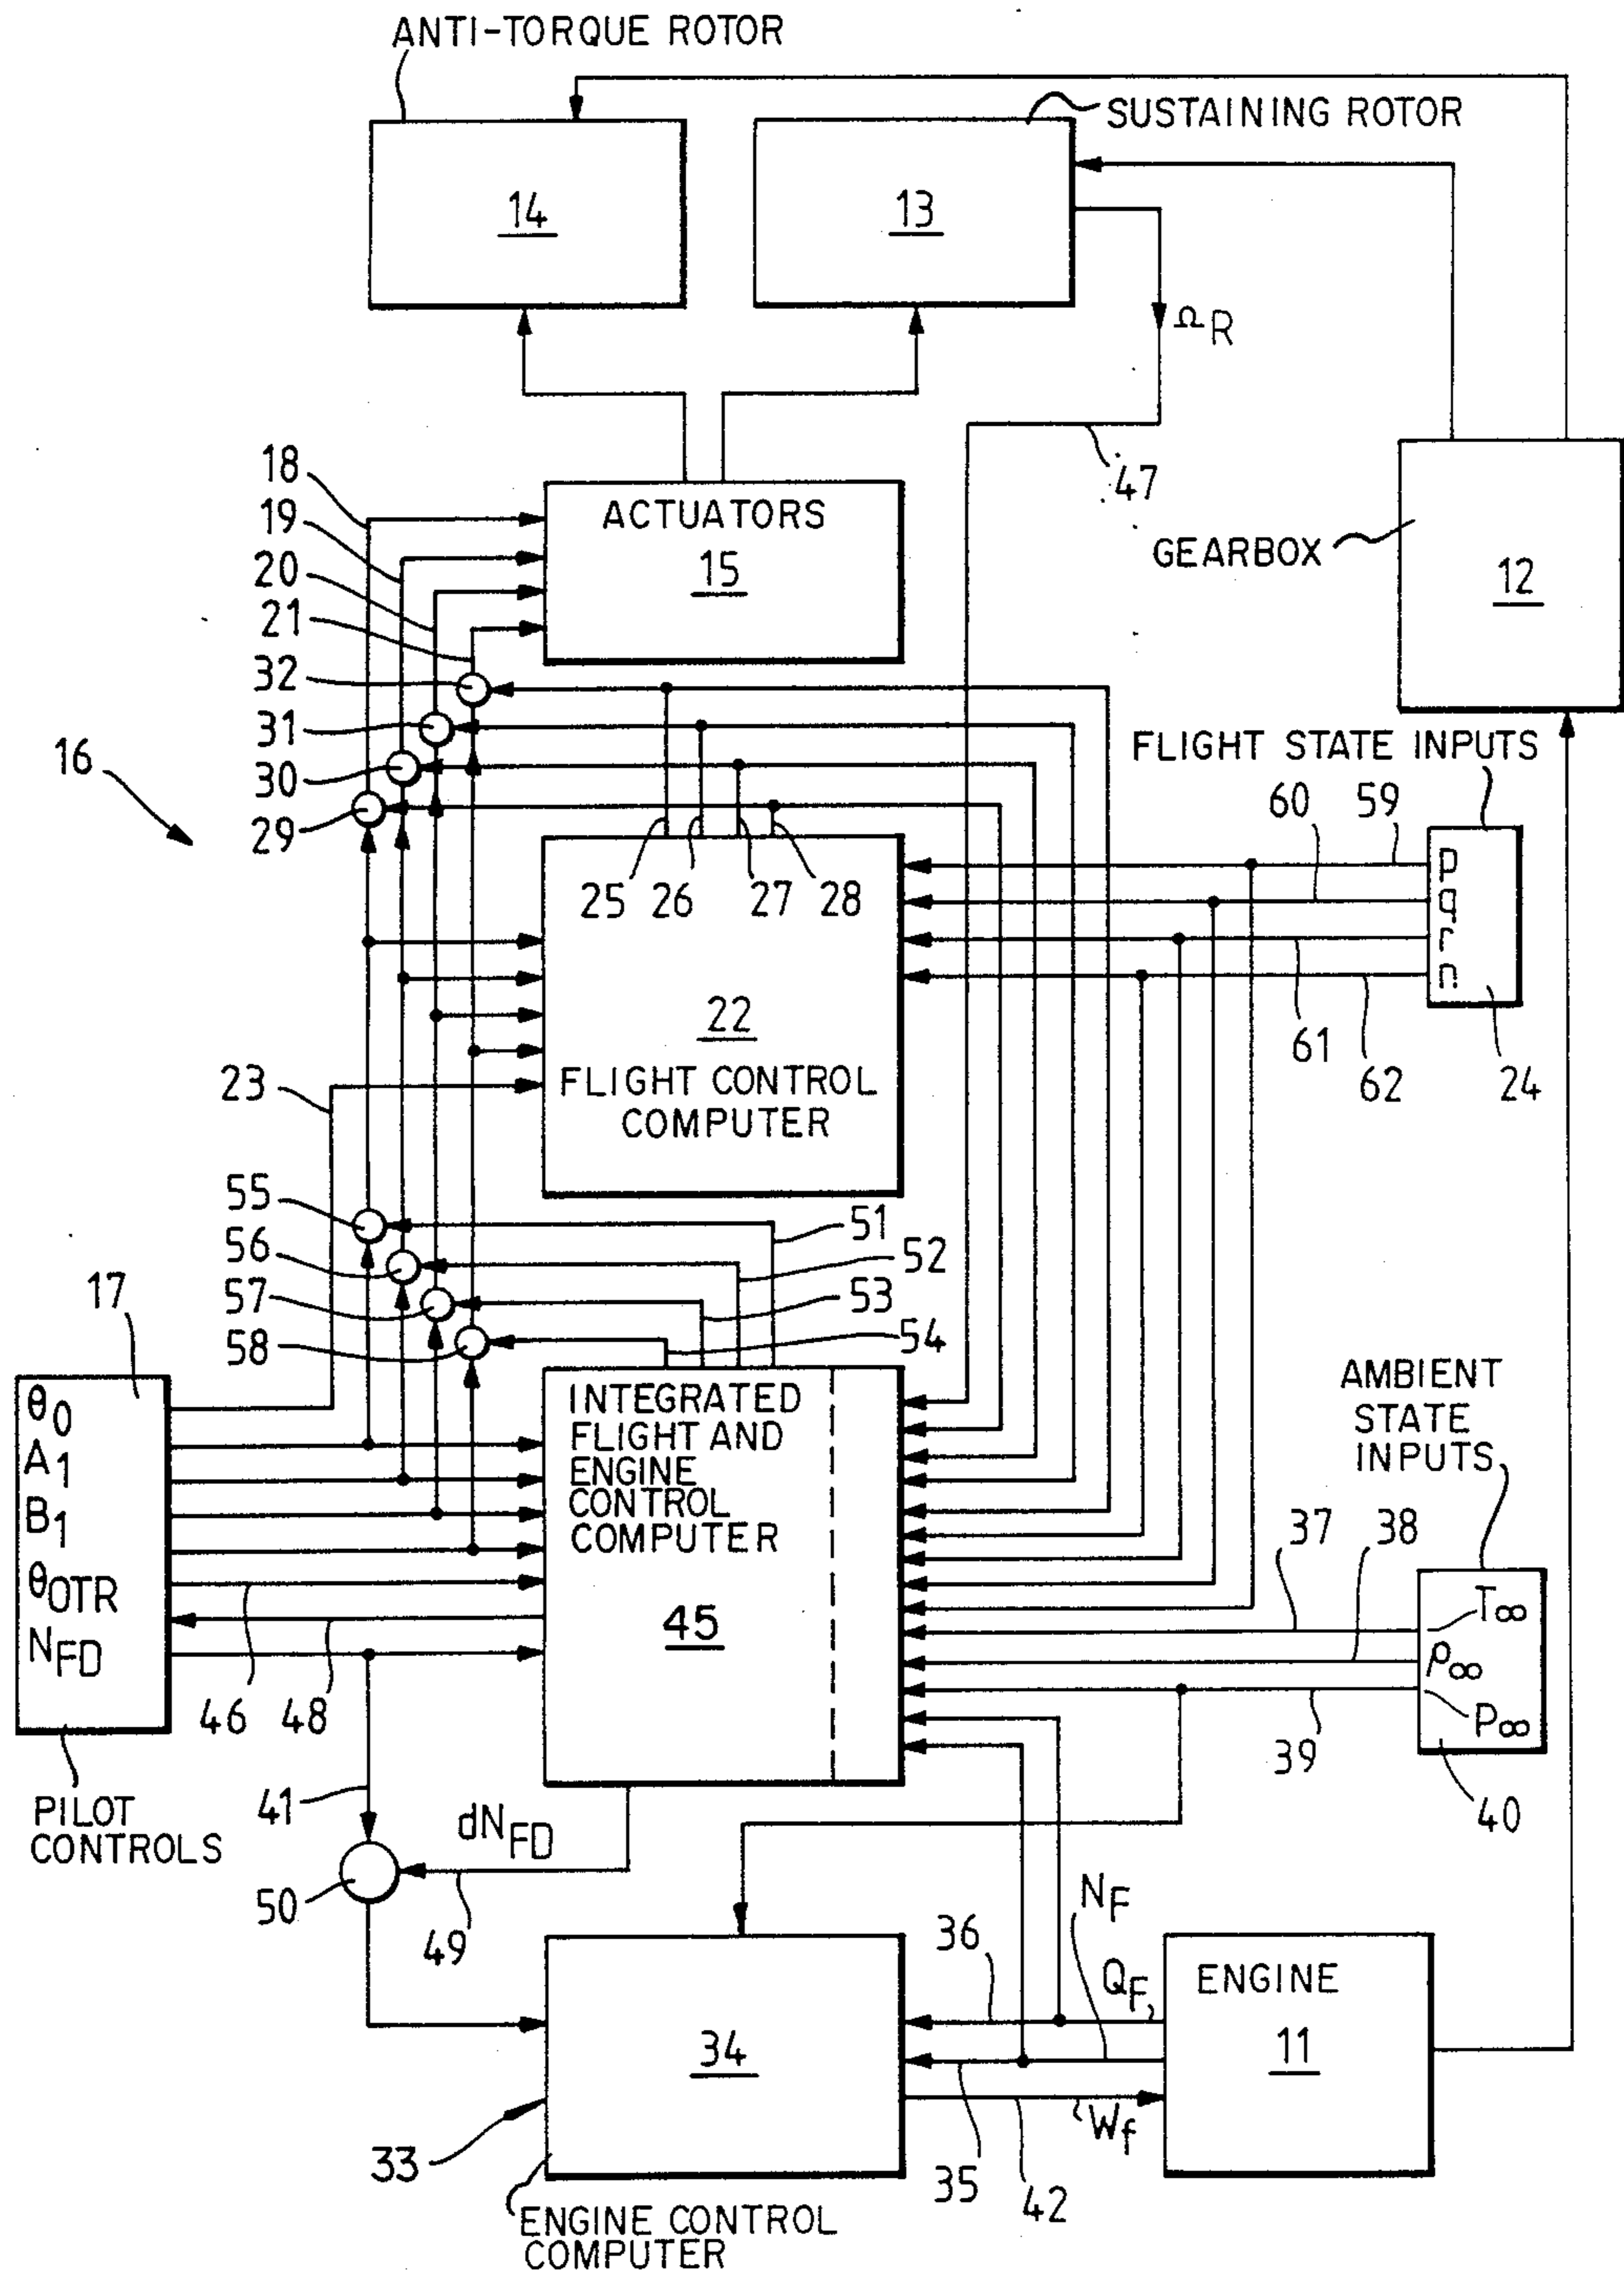 ANTI-TORQUE ROTOR
SUSTAINING ROTOR
14
13
Ω R
47
18
19
20
21
32
31
30
29
16
ACTUATORS
15
GEARBOX
12
FLIGHT STATE INPUTS
60
59
p
q
r
n
61
62
24
25
26
27
28
22
FLIGHT CONTROL
COMPUTER
23
55
56
57
58
51
52
53
54
17
θ0
A1
B1
θOTR
NFD
PILOT
CONTROLS
INTEGRATED
FLIGHT AND
ENGINE
CONTROL
COMPUTER
45
46
48
AMBIENT
STATE
INPUTS
37
38
T∞
ρ∞
P∞
39
40
41
dNFD
50
49
36
NF
QF
ENGINE
11
34
33
35
42
Wf
ENGINE CONTROL
COMPUTER